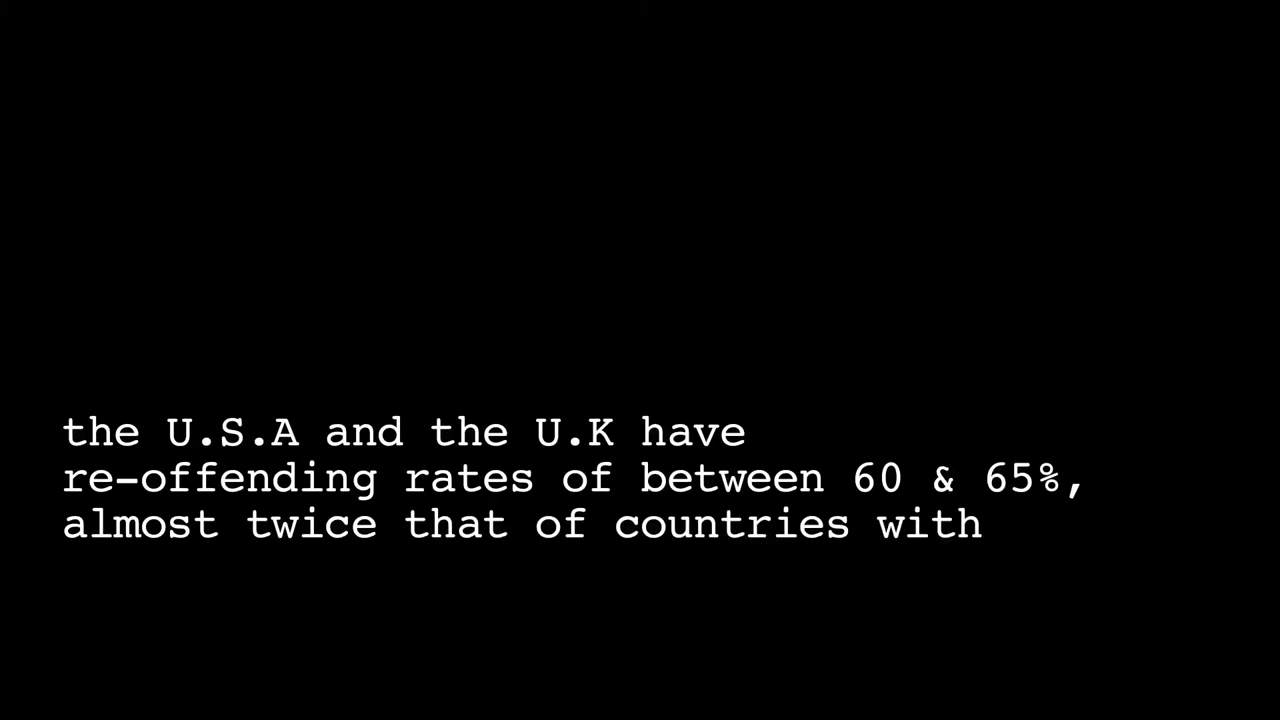 the U.S.A and the U.K have
re-offending rates of between 60 & 65%,
almost twice that of countries with